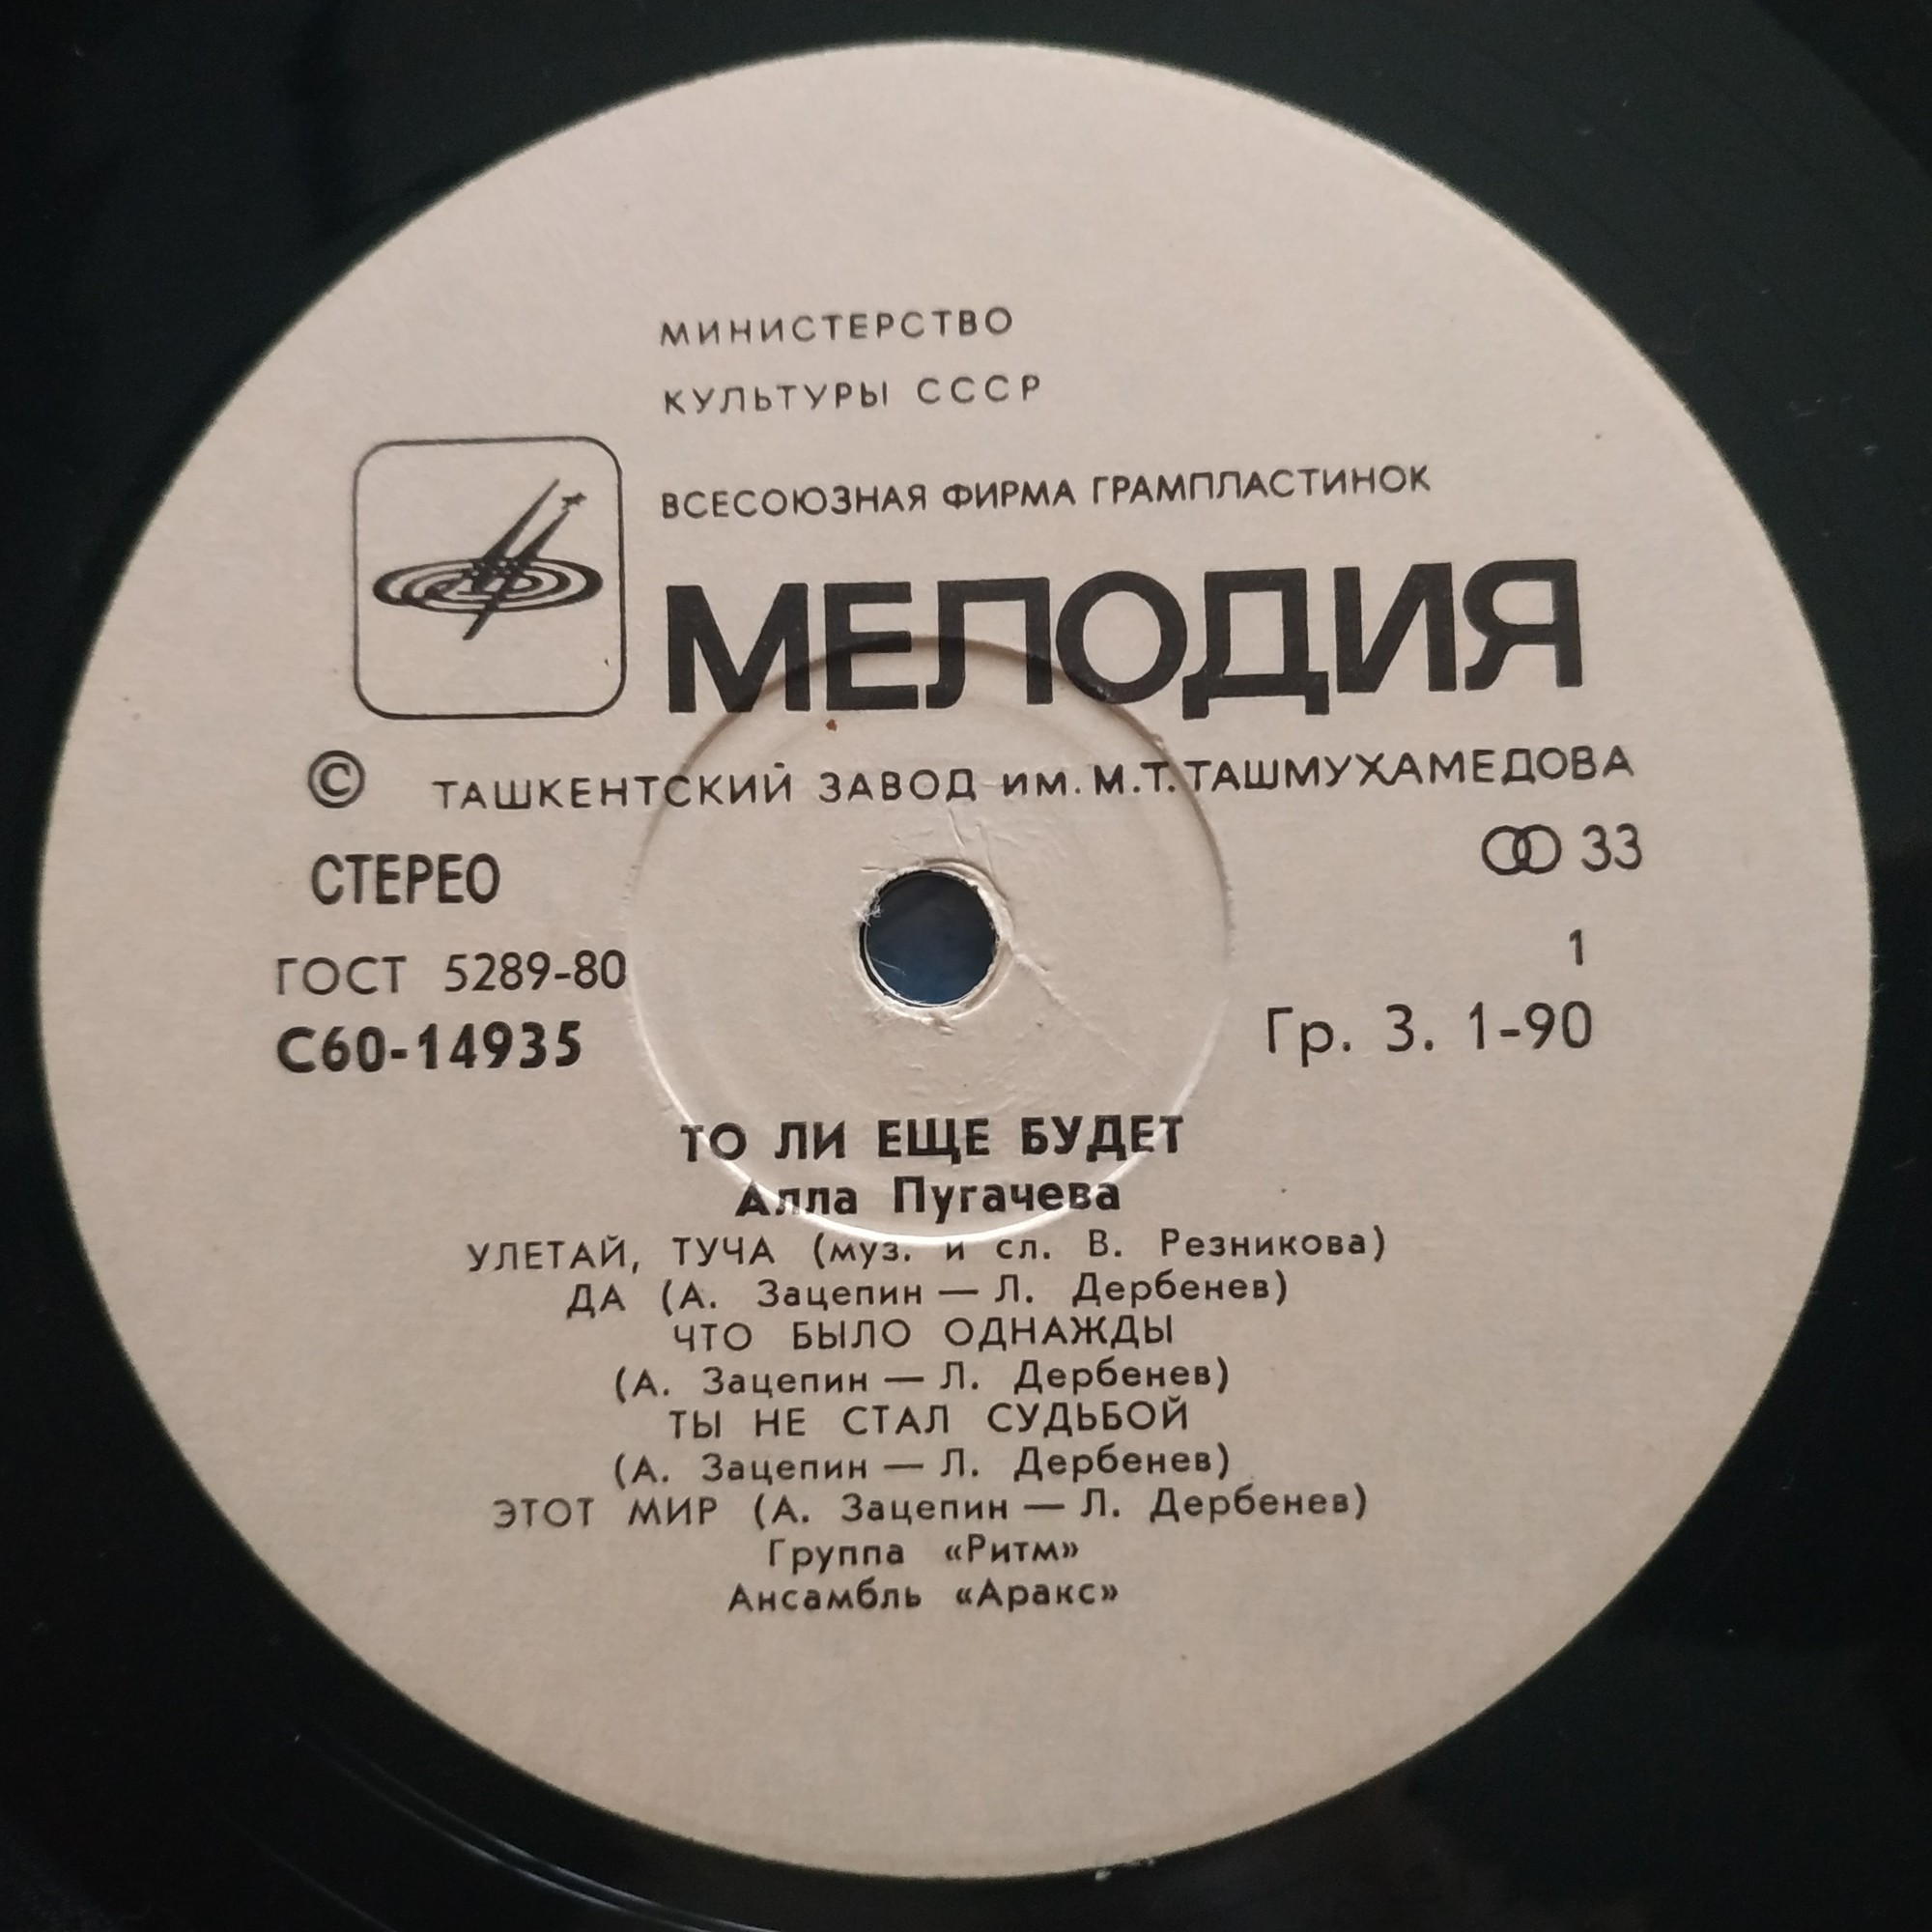 МИНИСТЕРСТВО
КУЛЬТУРЫ СССР
ВСЕСОЮЗНАЯ ФИРМА ГРАМПЛАСТИНОК
МЕЛОДИЯ
© ТАШКЕНТСКИЙ ЗАВОД им. М.Т. ТАШМУХАМЕДОВА
СТЕРЕО
33
ГОСТ 5289-80
1
С60-14935
Гр. 3. 1-90
ТО ЛИ ЕЩЕ БУДЕТ
Алла Пугачева
УЛЕТАЙ, ТУЧА (муз. и сл. В. Резникова)
ДА (А. Зацепин — Л. Дербенев)
ЧТО БЫЛО ОДНАЖДЫ
(А. Зацепин — Л. Дербенев)
ТЫ НЕ СТАЛ СУДЬБОЙ
(А. Зацепин — Л. Дербенев)
ЭТОТ МИР (А. Зацепин — Л. Дербенев)
Группа «Ритм»
Ансамбль «Аракс»